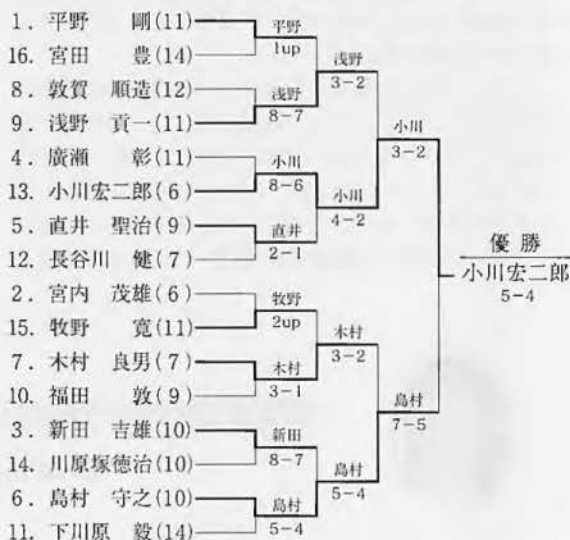 1. 平野 剛(11)
16. 宮田 豊(14)
8. 敦賀 順造(12)
9. 浅野 貢一(11)
4. 廣瀬 彰(11)
13. 小川宏二郎(6)
5. 直井 聖治(9)
12. 長谷川 健(7)
2. 宮内 茂雄(6)
15. 牧野 寛(11)
7. 木村 良男(7)
10. 福田 敦(9)
3. 新田 吉雄(10)
14. 川原塚徳治(10)
6. 島村 守之(10)
11. 下川原 毅(14)
平野
1up
浅野
8-7
小川
8-6
直井
2-1
牧野
2up
木村
3-1
新田
8-7
島村
5-4
浅野
3-2
小川
4-2
木村
3-2
島村
5-4
小川
3-2
島村
7-5
優勝
小川宏二郎
5-4